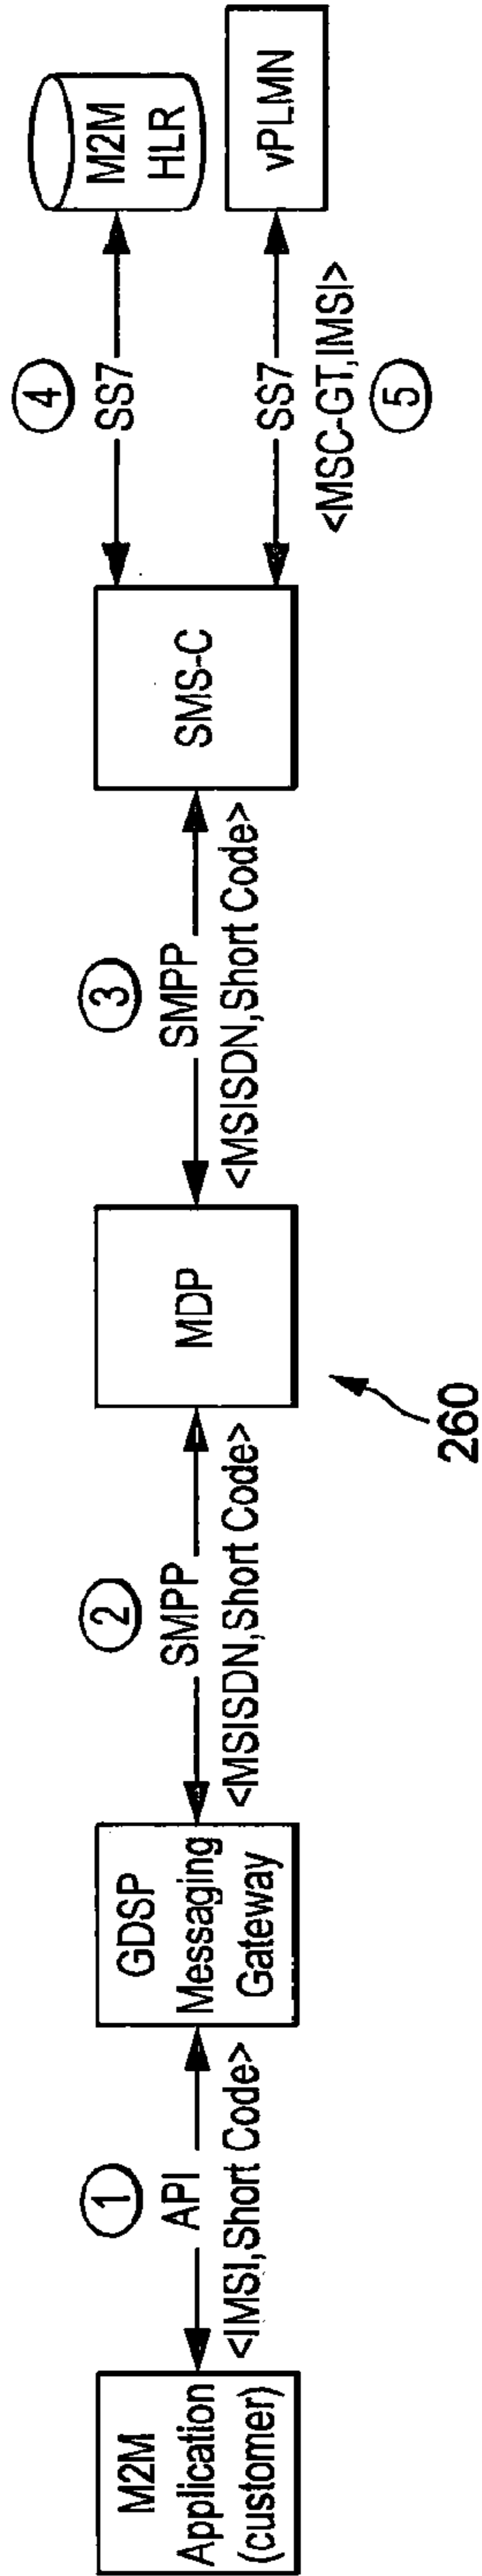 M2M
Application
(customer)
1
API
<IMSI,Short Code>
GDSP
Messaging
Gateway
2
SMPP
<MSISDN,Short Code>
MDP
260
3
SMPP
<MSISDN,Short Code>
SMS-C
4
SS7
M2M
HLR
SS7
<MSC-GT,IMSI>
5
vPLMN